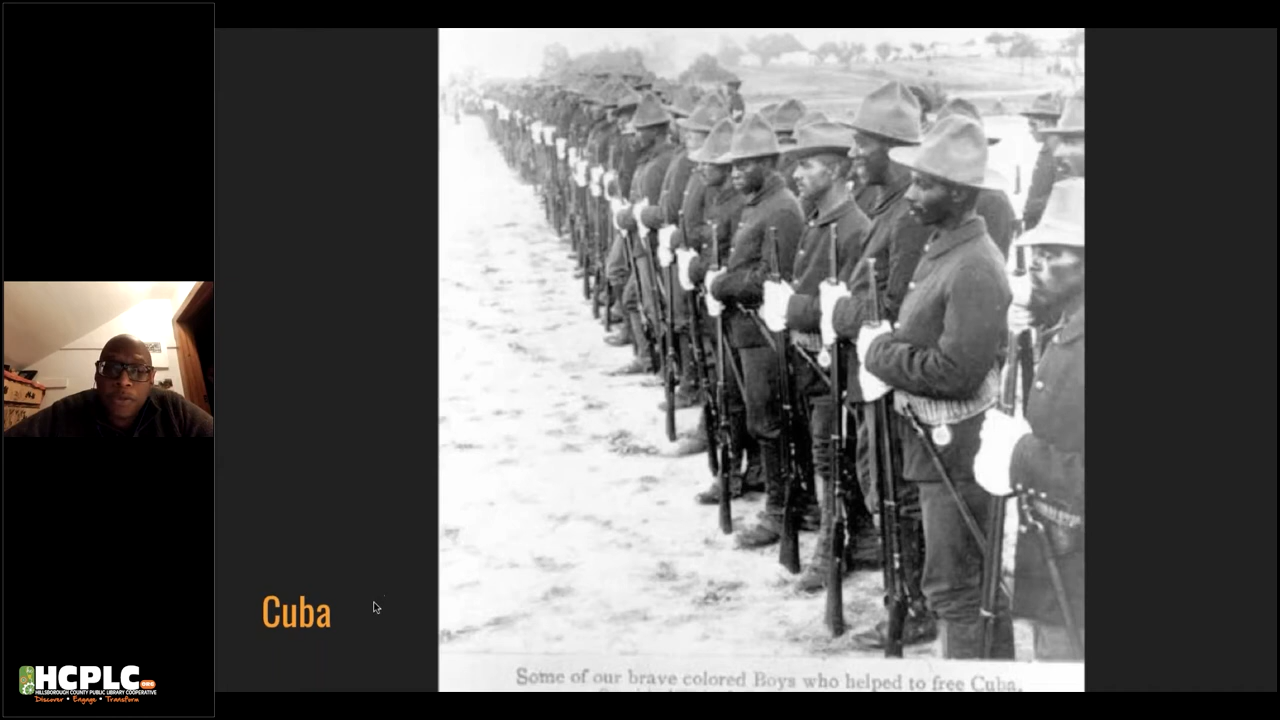 Cuba
Some of our brave colored Boys who helped to free Cuba.
HCPLC ORG
HILLSBOROUGH COUNTY PUBLIC LIBRARY COOPERATIVE
Discover • Engage • Transform